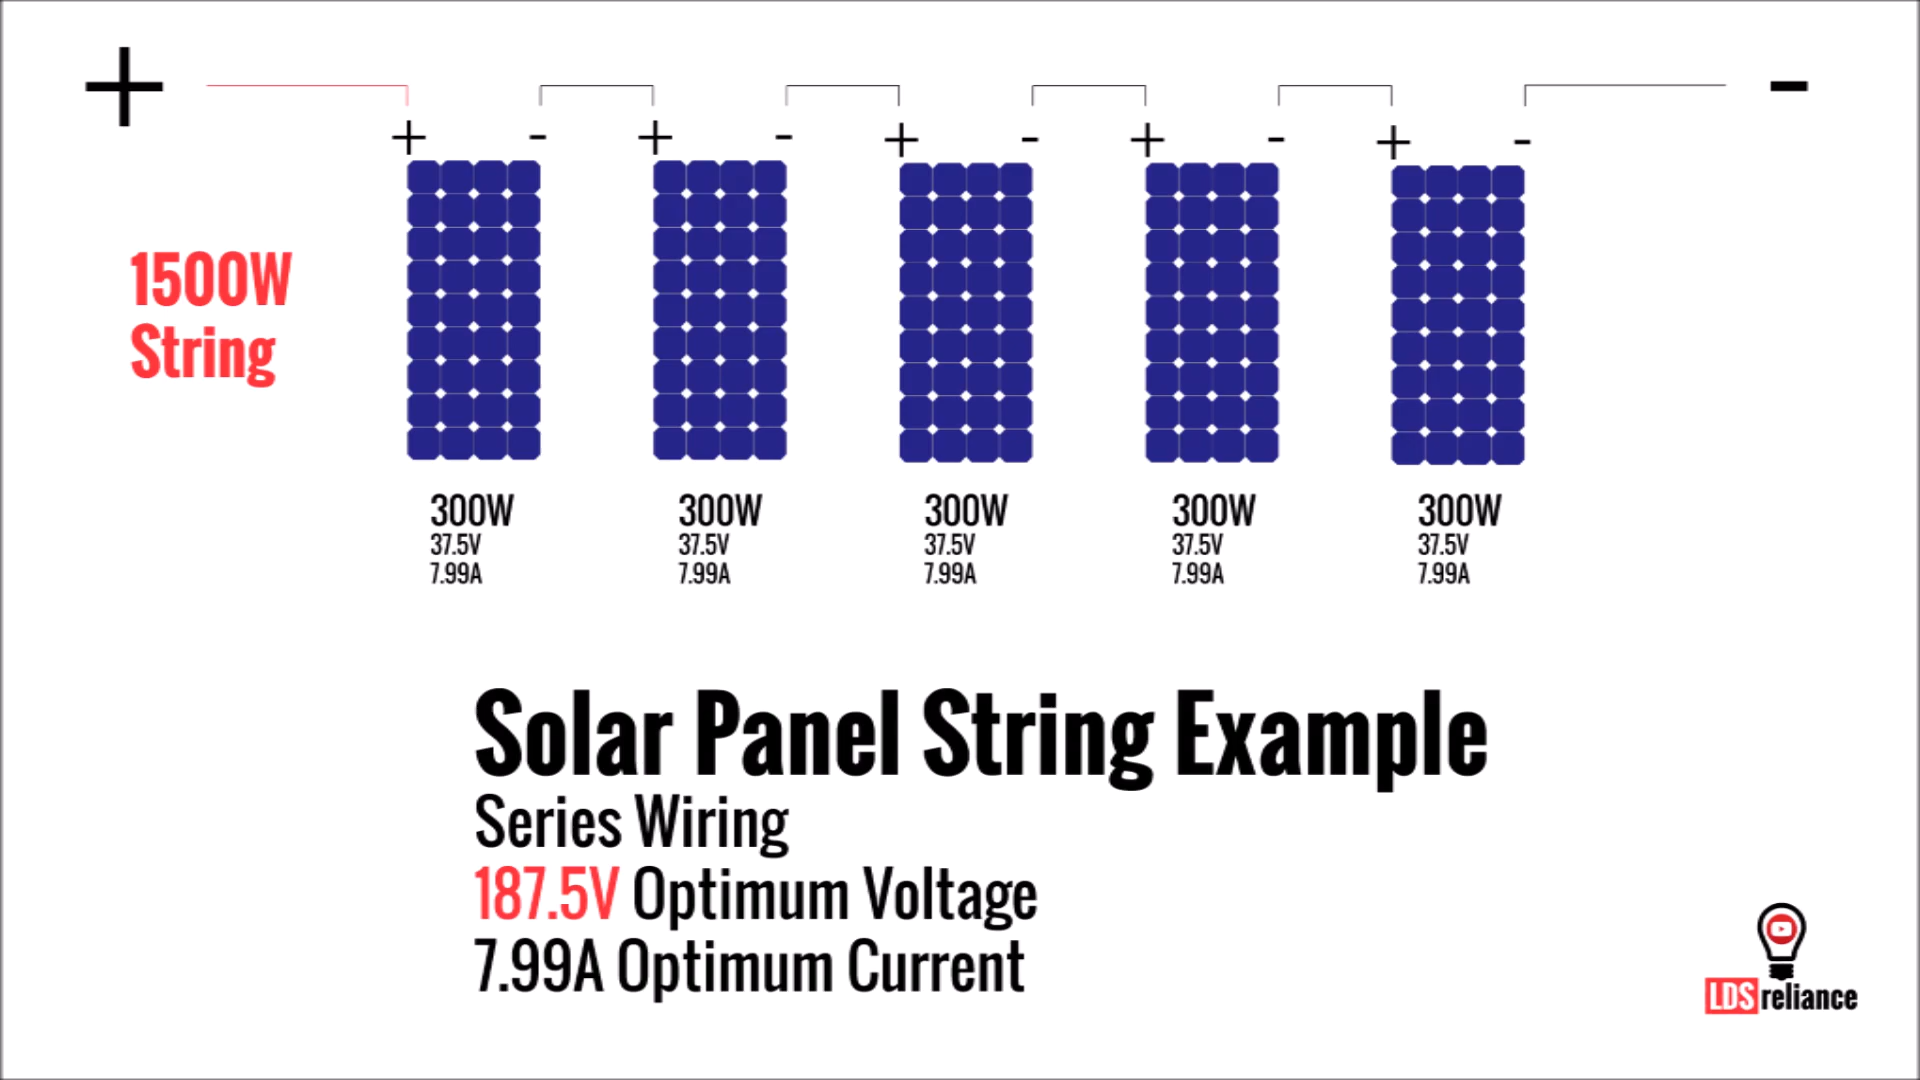 + -
+ - + - + - + - + -
1500W
String
300W 300W 300W 300W 300W
37.5V 37.5V 37.5V 37.5V 37.5V
7.99A 7.99A 7.99A 7.99A 7.99A
Solar Panel String Example
Series Wiring
187.5V Optimum Voltage
7.99A Optimum Current
LDSreliance